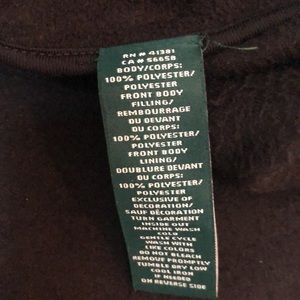 RN # 41381
CA # 56658
BODY/CORPS:
100% POLYESTER/
POLYESTER
FRONT BODY
FILLING/
REMBOURRAGE
DU DEVANT
DU CORPS:
100% POLYESTER/
POLYESTER
FRONT BODY
LINING/
DOUBLURE DEVANT
DU CORPS:
100% POLYESTER/
POLYESTER
EXCLUSIVE OF
DECORATION/
SAUF DÉCORATION
TURN GARMENT
INSIDE OUT
MACHINE WASH
COLD
GENTLE CYCLE
WASH WITH
LIKE COLORS
DO NOT BLEACH
REMOVE PROMPTLY
TUMBLE DRY LOW
COOL IRON
IF NEEDED
ON REVERSE SIDE